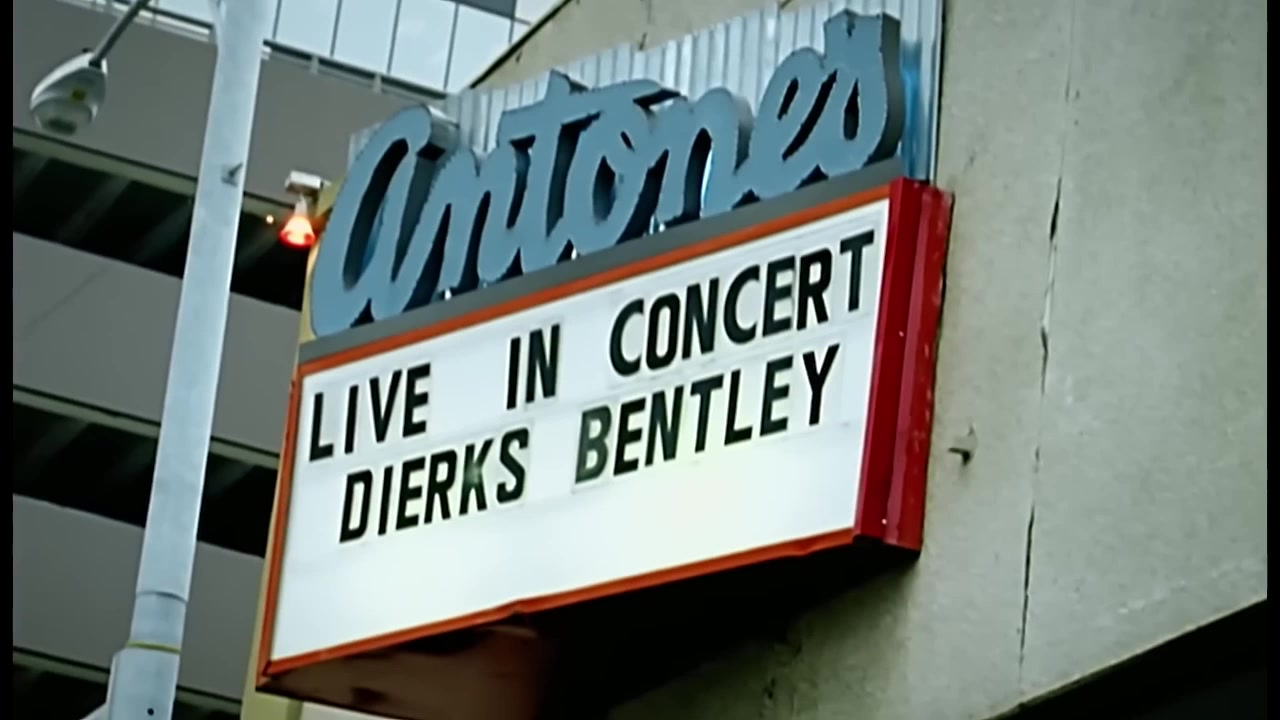 antones
LIVE IN CONCERT
DIERKS BENTLEY